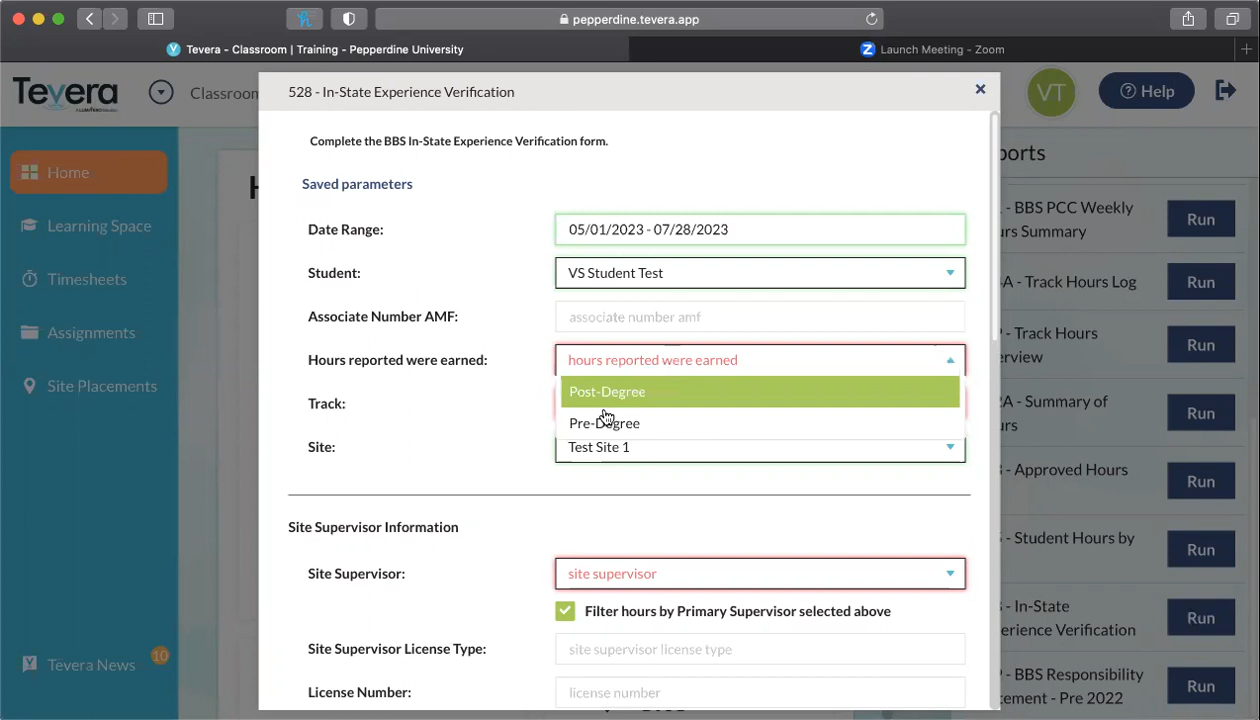 pepperdine.tevera.app
Tevera - Classroom | Training - Pepperdine University
Launch Meeting - Zoom
Tevera
Classroom
VT
Help
528 - In-State Experience Verification
Home
Learning Space
Timesheets
Assignments
Site Placements
Tevera News
10
Complete the BBS In-State Experience Verification form.
Saved parameters
Date Range:
05/01/2023 - 07/28/2023
Student:
VS Student Test
Associate Number AMF:
associate number amf
Hours reported were earned:
hours reported were earned
Post-Degree
Pre-Degree
Track:
Site:
Test Site 1
Site Supervisor Information
Site Supervisor:
site supervisor
Filter hours by Primary Supervisor selected above
Site Supervisor License Type:
site supervisor license type
License Number:
license number
ports
- BBS PCC Weekly
urs Summary
Run
A - Track Hours Log
Run
- Track Hours
erview
Run
A - Summary of
urs
Run
- Approved Hours
Run
- Student Hours by
Run
- In-State
erience Verification
Run
- BBS Responsibility
ement - Pre 2022
Run